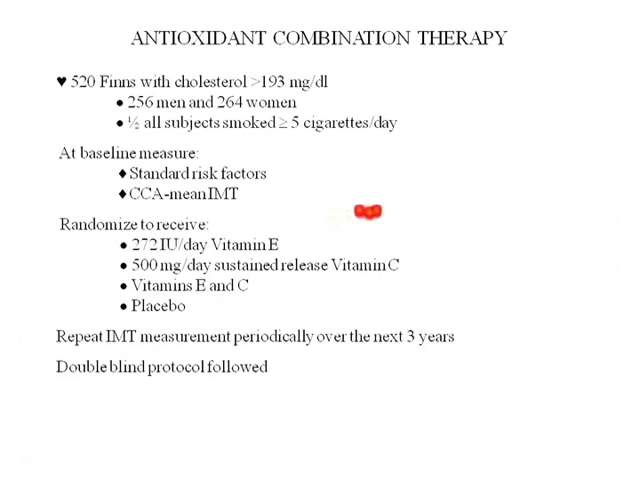 ANTIOXIDANT COMBINATION THERAPY
♥ 520 Finns with cholesterol >193 mg/dl
● 256 men and 264 women
● ½ all subjects smoked ≥ 5 cigarettes/day
At baseline measure:
♦ Standard risk factors
♦ CCA-mean IMT
Randomize to receive:
● 272 IU/day Vitamin E
● 500 mg/day sustained release Vitamin C
● Vitamins E and C
● Placebo
Repeat IMT measurement periodically over the next 3 years
Double blind protocol followed